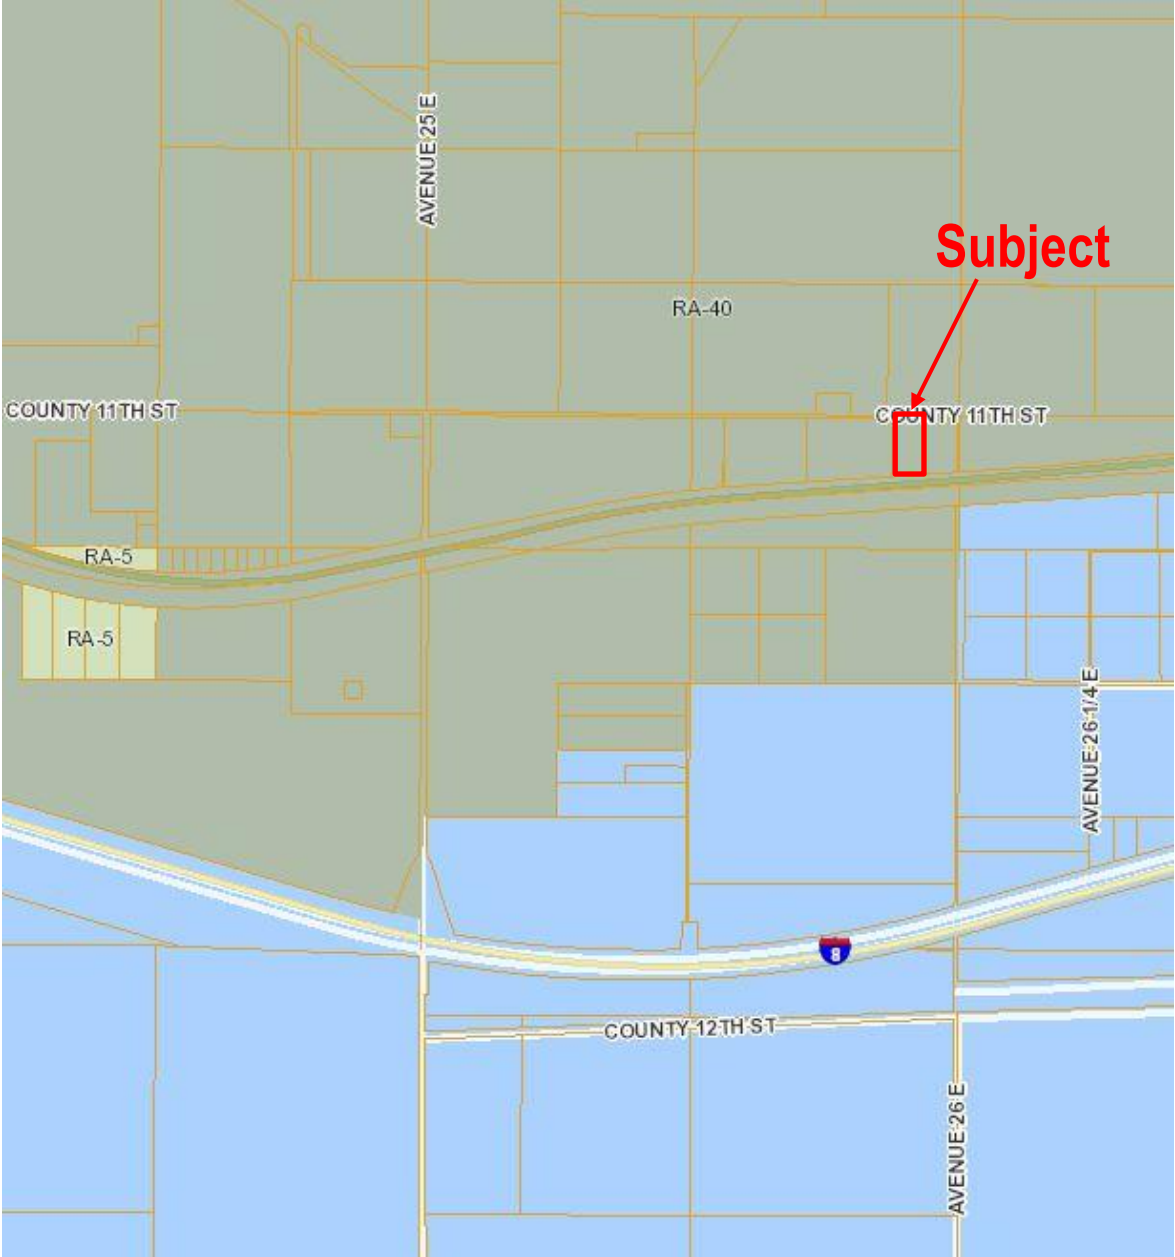 AVENUE 25 E
Subject
RA-40
COUNTY 11TH ST
COUNTY 11TH ST
RA-5
RA-5
AVENUE 26 1/4 E
8
COUNTY 12TH ST
AVENUE 26 E